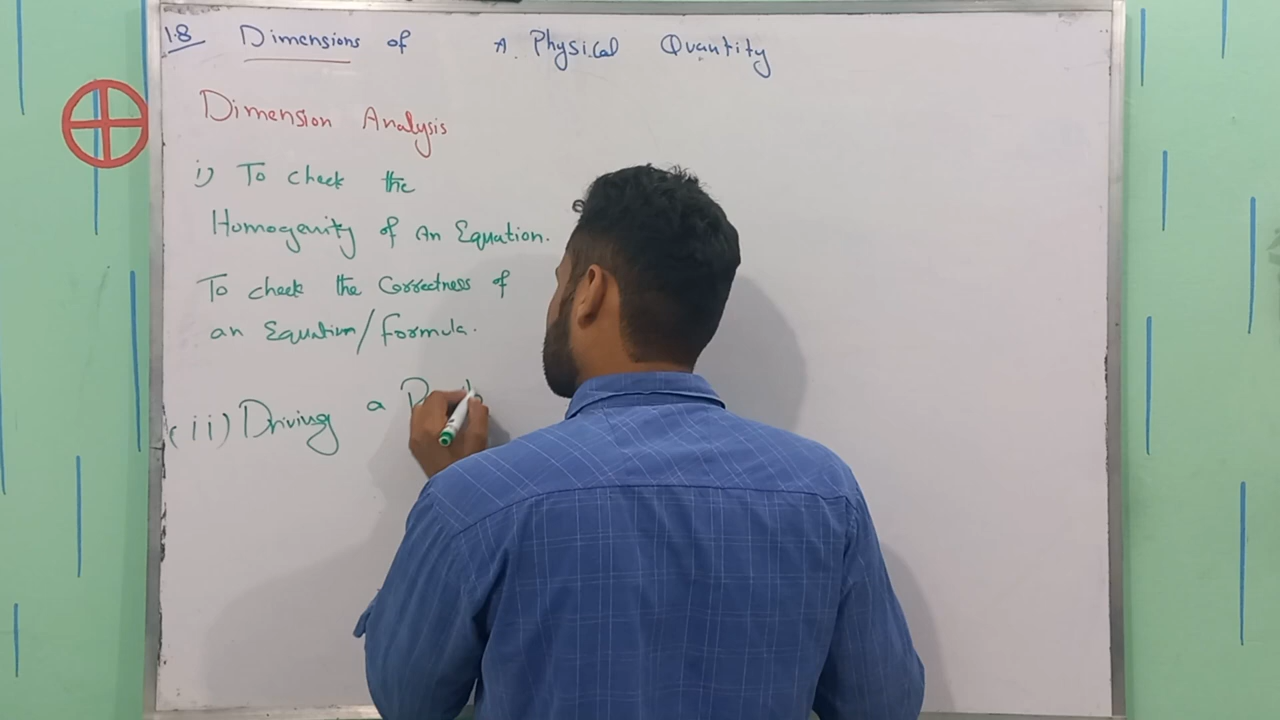 1.8 Dimensions of A. Physical Quantity
Dimension Analysis
i) To check the
Homogenity of An Equation.
To check the Correctness of
an Equation/formula.
(ii) Driving a